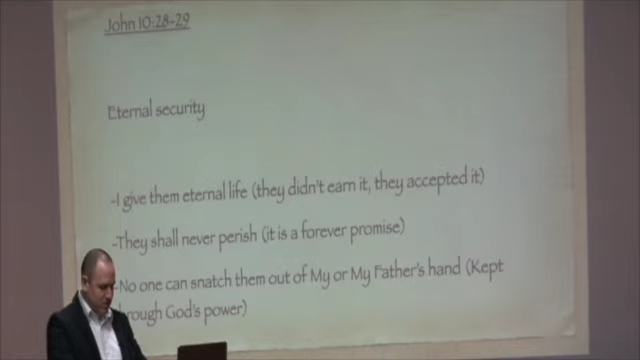 John 10:28-29
Eternal security
-I give them eternal life (they didn't earn it, they accepted it)
-They shall never perish (it is a forever promise)
-No one can snatch them out of My or My Father's hand (Kept
through God's power)